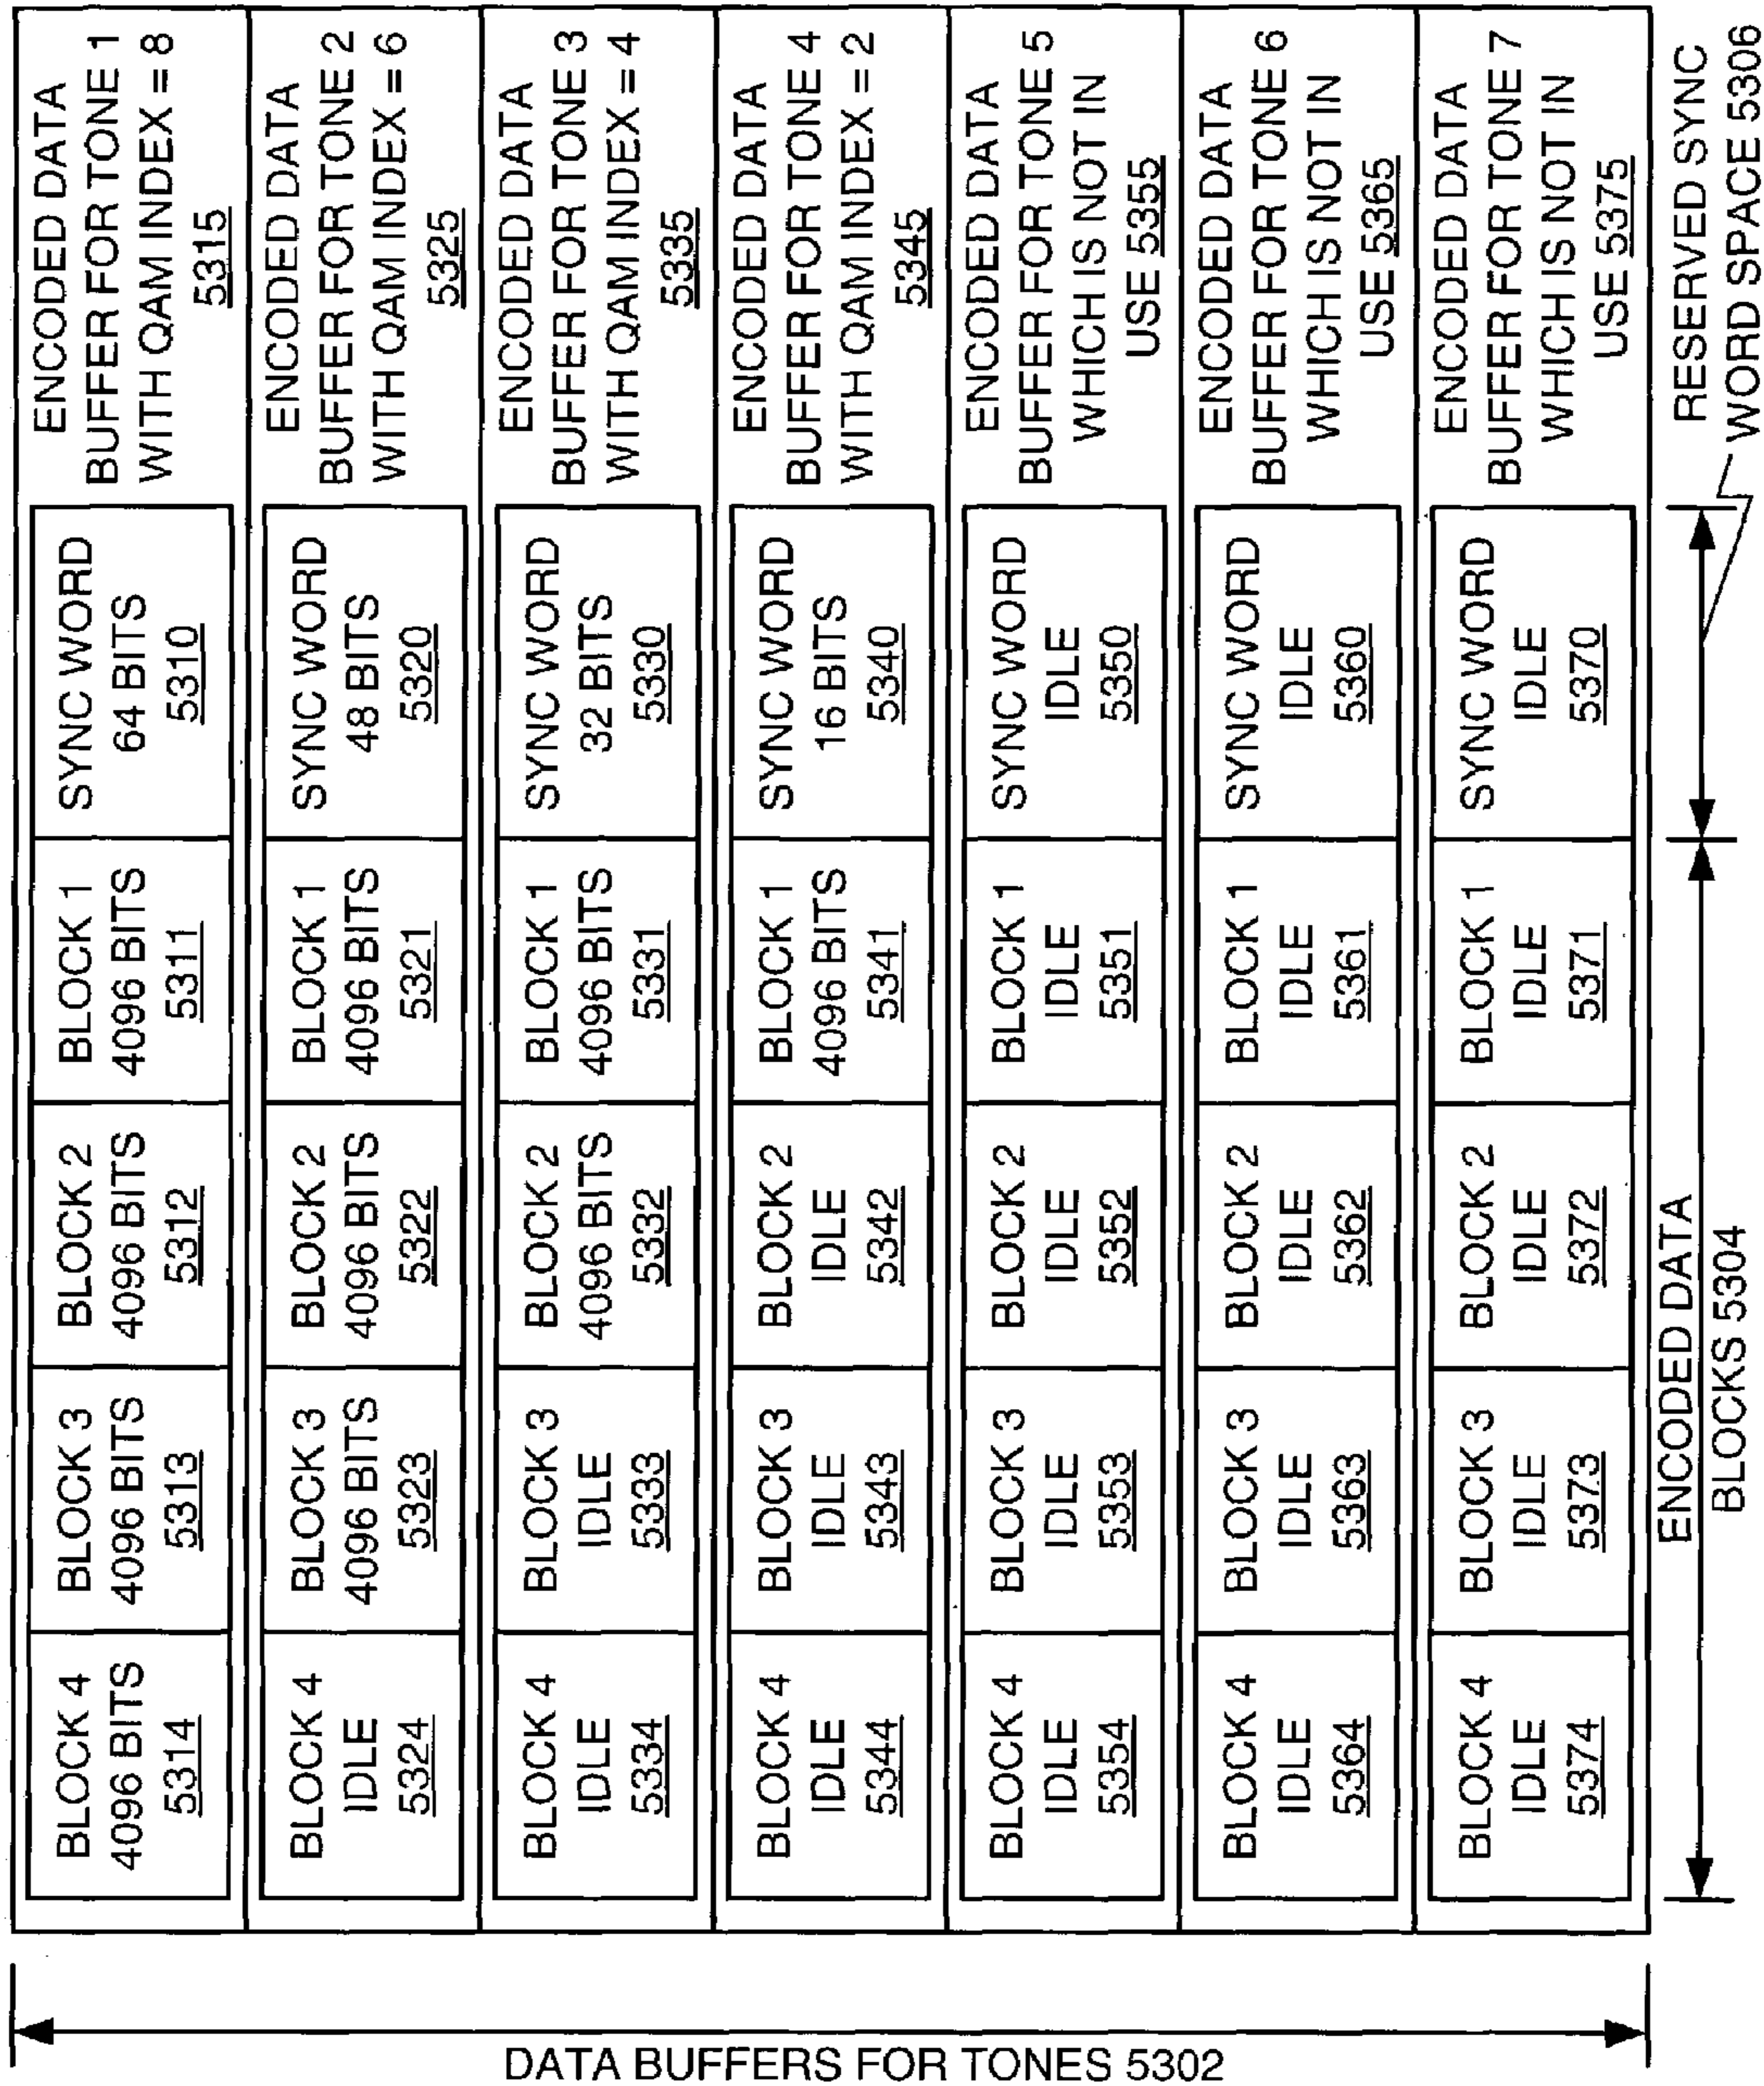 BLOCK 4
4096 BITS
5314
BLOCK 3
4096 BITS
5313
BLOCK 2
4096 BITS
5312
BLOCK 1
4096 BITS
5311
SYNC WORD
64 BITS
5310
ENCODED DATA
BUFFER FOR TONE 1
WITH QAM INDEX = 8
5315
BLOCK 4
IDLE
5324
BLOCK 3
4096 BITS
5323
BLOCK 2
4096 BITS
5322
BLOCK 1
4096 BITS
5321
SYNC WORD
48 BITS
5320
ENCODED DATA
BUFFER FOR TONE 2
WITH QAM INDEX = 6
5325
BLOCK 4
IDLE
5334
BLOCK 3
IDLE
5333
BLOCK 2
4096 BITS
5332
BLOCK 1
4096 BITS
5331
SYNC WORD
32 BITS
5330
ENCODED DATA
BUFFER FOR TONE 3
WITH QAM INDEX = 4
5335
BLOCK 4
IDLE
5344
BLOCK 3
IDLE
5343
BLOCK 2
IDLE
5342
BLOCK 1
4096 BITS
5341
SYNC WORD
16 BITS
5340
ENCODED DATA
BUFFER FOR TONE 4
WITH QAM INDEX = 2
5345
BLOCK 4
IDLE
5354
BLOCK 3
IDLE
5353
BLOCK 2
IDLE
5352
BLOCK 1
IDLE
5351
SYNC WORD
IDLE
5350
ENCODED DATA
BUFFER FOR TONE 5
WHICH IS NOT IN
USE 5355
BLOCK 4
IDLE
5364
BLOCK 3
IDLE
5363
BLOCK 2
IDLE
5362
BLOCK 1
IDLE
5361
SYNC WORD
IDLE
5360
ENCODED DATA
BUFFER FOR TONE 6
WHICH IS NOT IN
USE 5365
BLOCK 4
IDLE
5374
BLOCK 3
IDLE
5373
BLOCK 2
IDLE
5372
BLOCK 1
IDLE
5371
SYNC WORD
IDLE
5370
ENCODED DATA
BUFFER FOR TONE 7
WHICH IS NOT IN
USE 5375
ENCODED DATA
BLOCKS 5304
RESERVED SYNC
WORD SPACE 5306
DATA BUFFERS FOR TONES 5302